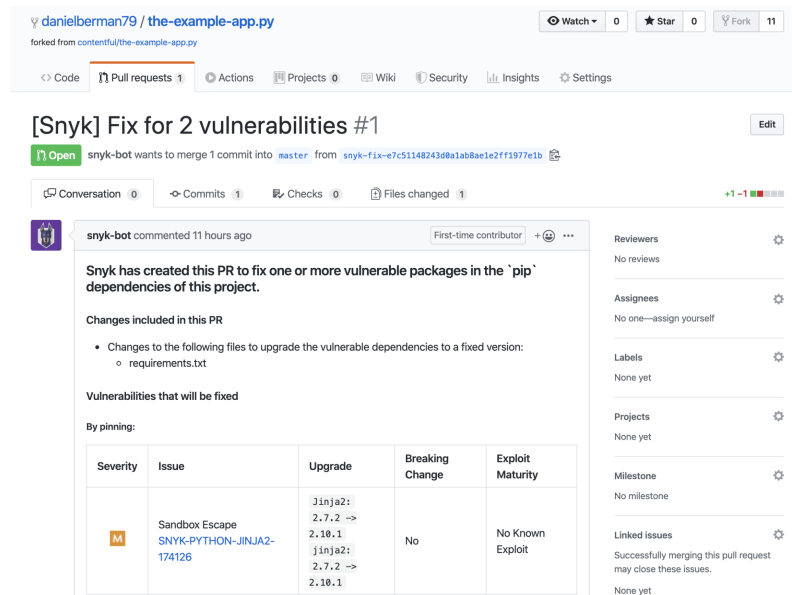 danielberman79 / the-example-app.py
Watch 0 Star 0 Fork 11
forked from contentful/the-example-app.py
<> Code Pull requests 1 Actions Projects 0 Wiki Security Insights Settings
[Snyk] Fix for 2 vulnerabilities #1
Edit
Open snyk-bot wants to merge 1 commit into master from snyk-fix-e7c51148243d0a1ab8ae1e2ff1977e1b
Conversation 0 Commits 1 Checks 0 Files changed 1 +1 −1
snyk-bot commented 11 hours ago First-time contributor
Snyk has created this PR to fix one or more vulnerable packages in the `pip`
dependencies of this project.
Changes included in this PR
• Changes to the following files to upgrade the vulnerable dependencies to a fixed version:
requirements.txt
Vulnerabilities that will be fixed
By pinning:
Severity Issue Upgrade Breaking Change Exploit Maturity
M
Sandbox Escape
SNYK-PYTHON-JINJA2-
174126
Jinja2:
2.7.2 ->
2.10.1
jinja2:
2.7.2 ->
2.10.1
No
No Known
Exploit
Reviewers
No reviews
Assignees
No one—assign yourself
Labels
None yet
Projects
None yet
Milestone
No milestone
Linked issues
Successfully merging this pull request
may close these issues.
None yet